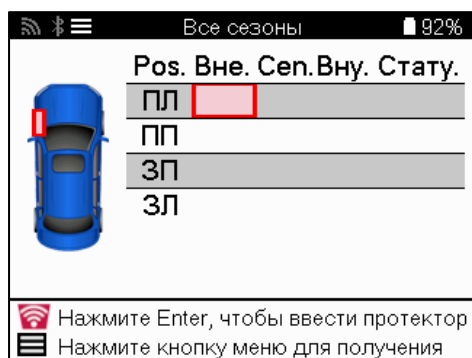 Все сезоны 92%
Pos. Вне. Cen. Вну. Стату.
ПЛ
ПП
ЗП
ЗЛ
Нажмите Enter, чтобы ввести протектор
Нажмите кнопку меню для получения